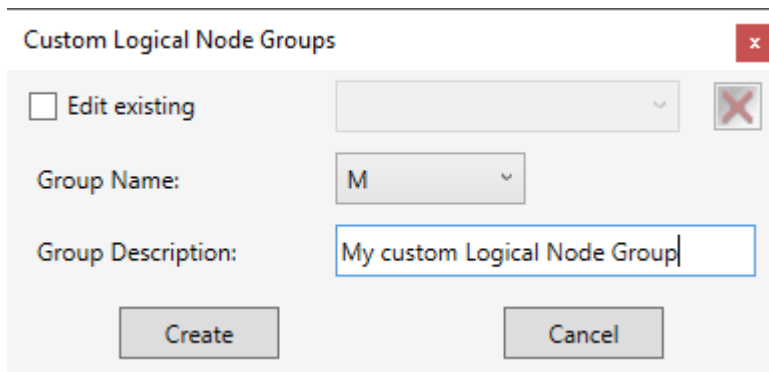 Custom Logical Node Groups
x
Edit existing
Group Name:
M
Group Description:
My custom Logical Node Group
Create
Cancel